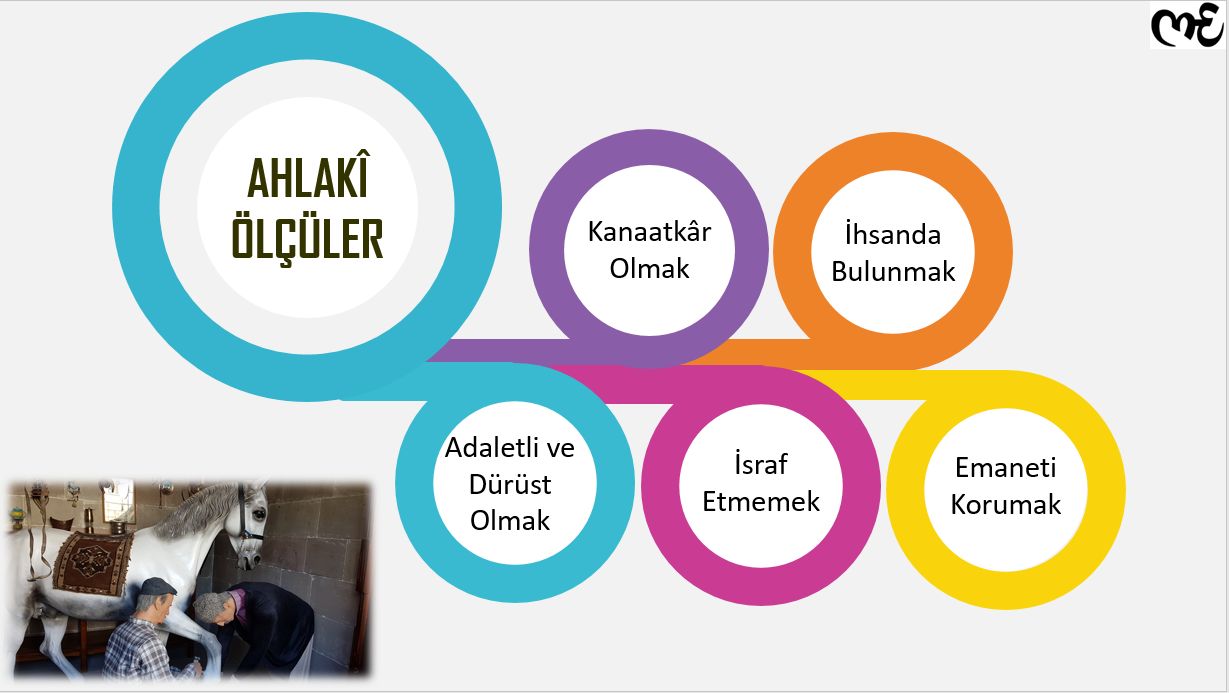 AHLAKÎ
ÖLÇÜLER
Kanaatkâr
Olmak
İhsanda
Bulunmak
Adaletli ve
Dürüst
Olmak
İsraf
Etmemek
Emaneti
Korumak